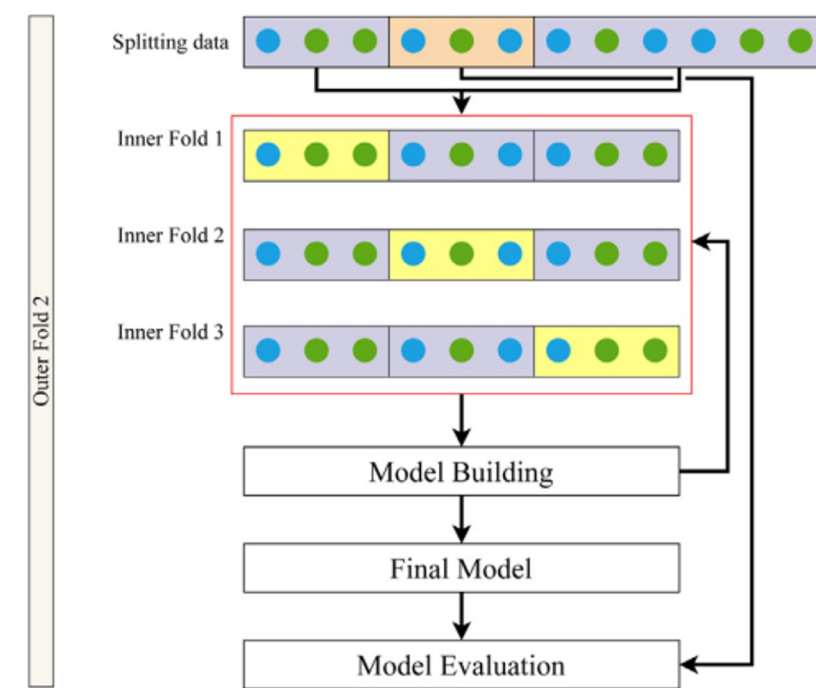 Splitting data
Inner Fold 1
Inner Fold 2
Inner Fold 3
Outer Fold 2
Model Building
Final Model
Model Evaluation